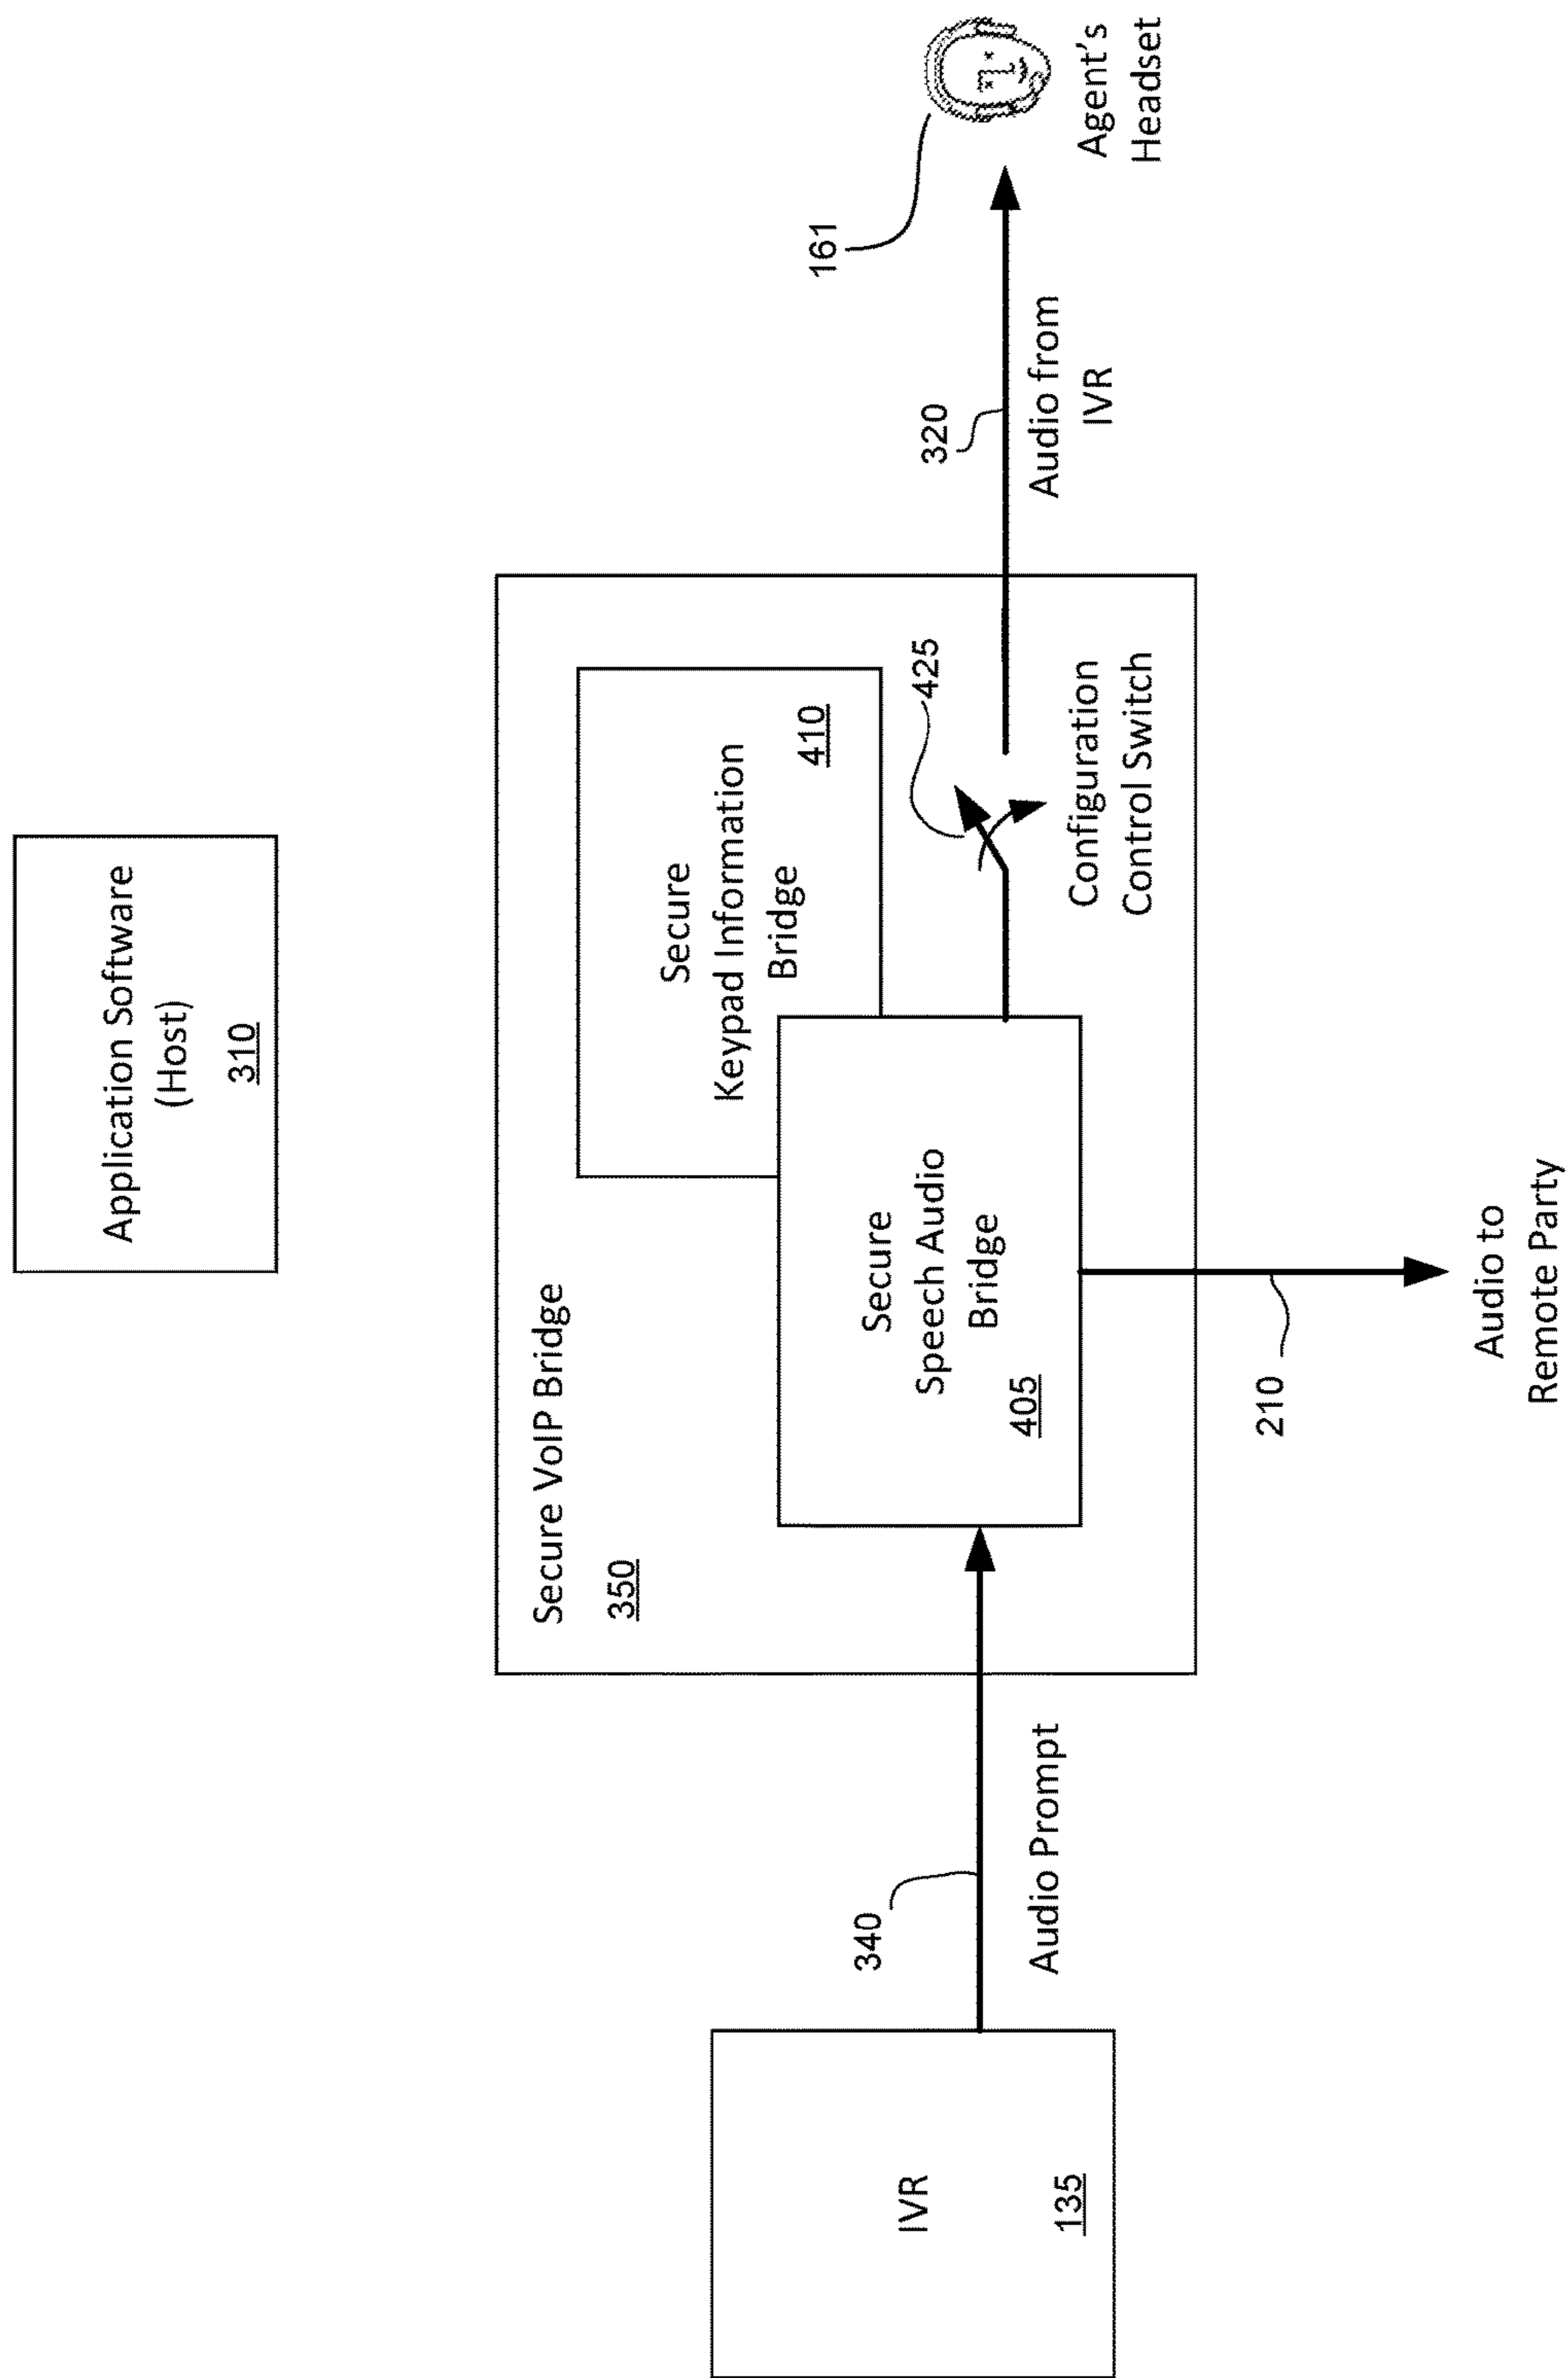 Application Software
(Host)
310
Secure VoIP Bridge
350
Secure
Keypad Information
Bridge
410
Secure
Speech Audio
Bridge
405
425
Configuration
Control Switch
IVR
135
340
Audio Prompt
320
Audio from
IVR
161
Agent's
Headset
210
Audio to
Remote Party